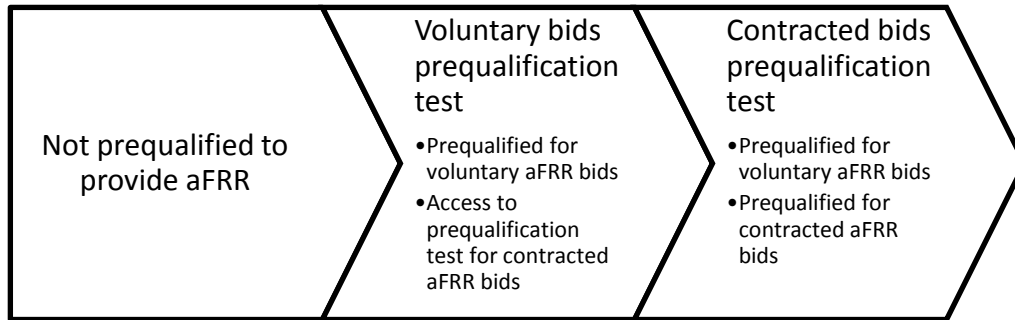 Not prequalified to
provide aFRR
Voluntary bids
prequalification
test
•Prequalified for
voluntary aFRR bids
•Access to
prequalification
test for contracted
aFRR bids
Contracted bids
prequalification
test
•Prequalified for
voluntary aFRR bids
•Prequalified for
contracted aFRR
bids